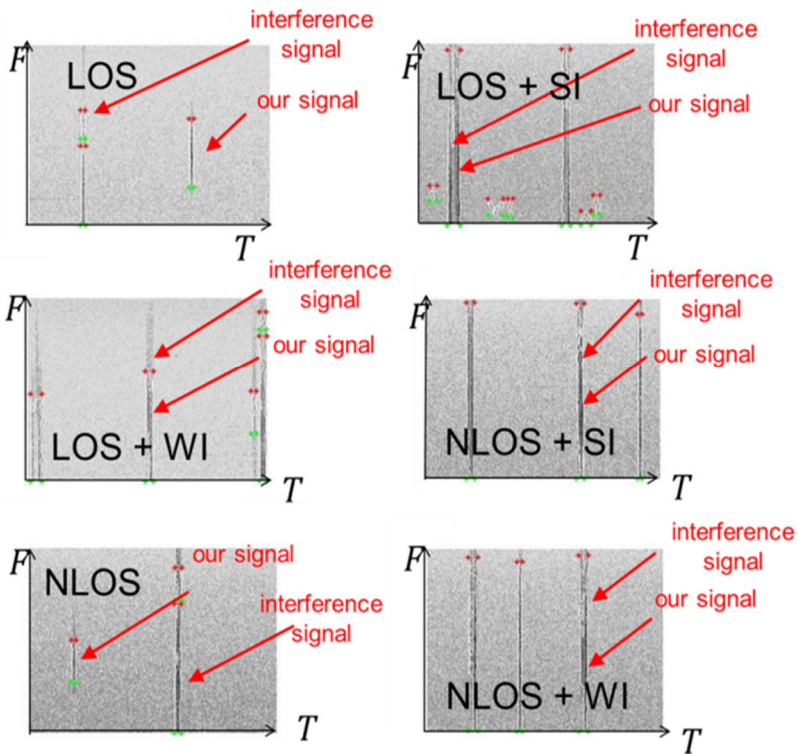 interference
signal
F
LOS
our signal
T
interference
signal
F
LOS + SI
our signal
T
interference
signal
F
our signal
LOS + WI
T
interference
signal
F
our signal
NLOS + SI
T
our signal
F
NLOS
interference
signal
T
interference
signal
F
our signal
NLOS + WI
T